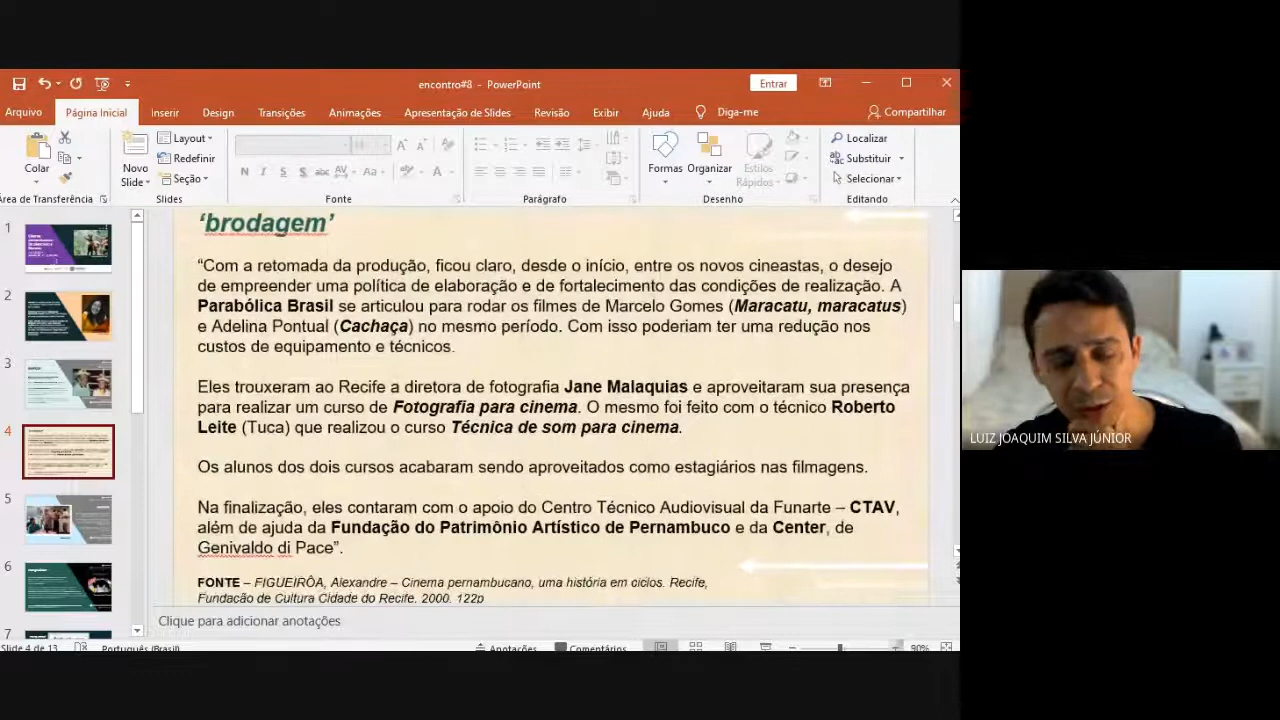 encontro#8 - PowerPoint
Entrar
Arquivo
Página Inicial
Inserir
Design
Transições
Animações
Apresentação de Slides
Revisão
Exibir
Ajuda
Diga-me
Compartilhar
Colar
Novo
Slide
Layout
Redefinir
Seção
Formas
Organizar
Estilos
Rápidos
Localizar
Substituir
Selecionar
Área de Transferência
Slides
Fonte
Parágrafo
Desenho
Editando
1
2
3
4
5
6
7
‘brodagem’
“Com a retomada da produção, ficou claro, desde o início, entre os novos cineastas, o desejo
de empreender uma política de elaboração e de fortalecimento das condições de realização. A
Parabólica Brasil se articulou para rodar os filmes de Marcelo Gomes (Maracatu, maracatus)
e Adelina Pontual (Cachaça) no mesmo período. Com isso poderiam ter uma redução nos
custos de equipamento e técnicos.
Eles trouxeram ao Recife a diretora de fotografia Jane Malaquias e aproveitaram sua presença
para realizar um curso de Fotografia para cinema. O mesmo foi feito com o técnico Roberto
Leite (Tuca) que realizou o curso Técnica de som para cinema.
Os alunos dos dois cursos acabaram sendo aproveitados como estagiários nas filmagens.
Na finalização, eles contaram com o apoio do Centro Técnico Audiovisual da Funarte – CTAV,
além de ajuda da Fundação do Patrimônio Artístico de Pernambuco e da Center, de
Genivaldo di Pace”.
FONTE – FIGUEIRÔA, Alexandre – Cinema pernambucano, uma história em ciclos. Recife,
Fundação de Cultura Cidade do Recife. 2000. 122p
Clique para adicionar anotações
Slide 4 de 13
Português (Brasil)
Anotações
Comentários
90%
LUIZ JOAQUIM SILVA JÚNIOR